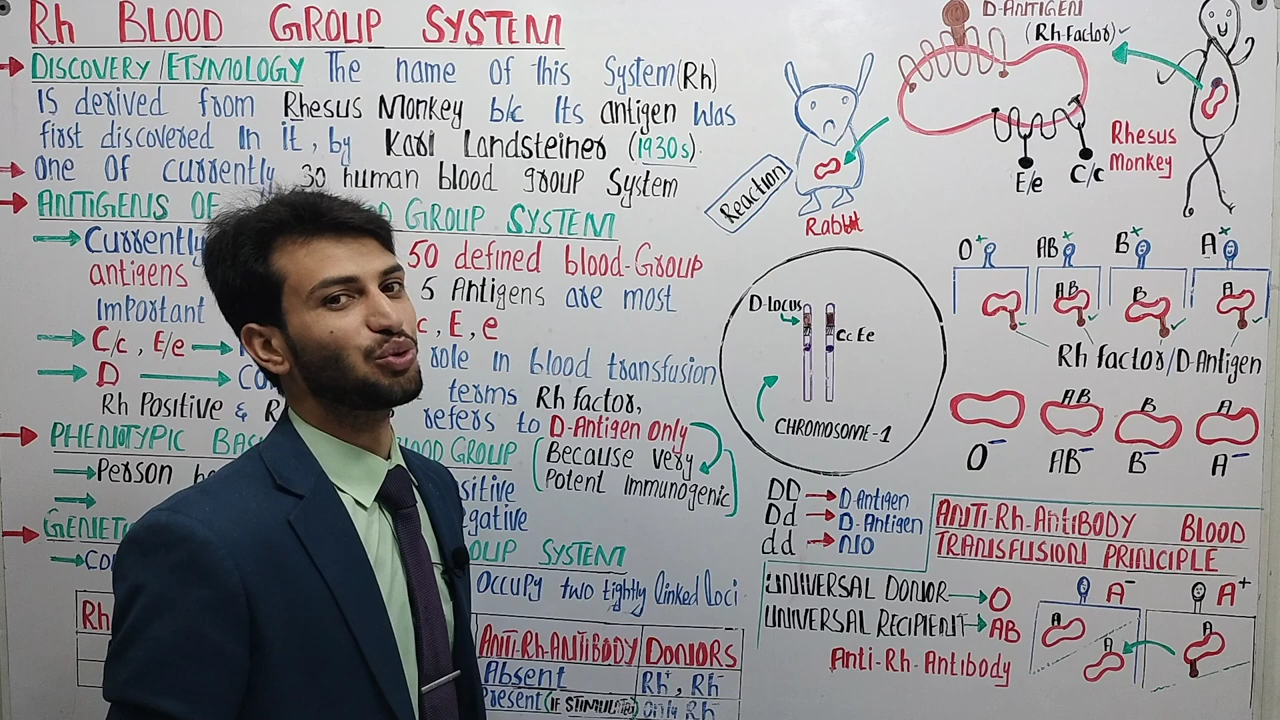 Rh BLOOD GROUP SYSTEM
DISCOVERY/ETYMOLOGY The name of this System (Rh)
is derived from Rhesus Monkey b/c Its antigen was
first discovered in it, by Karl Landsteiner (1930s).
One of currently 30 human blood group System
ANTIGENS OF GROUP SYSTEM
Currently 50 defined blood-Group
antigens 5 Antigens are most
Important c, E, e
C/c, E/e role in blood transfusion
D terms Rh factor,
Rh Positive & refers to D-Antigen only
(Because very
Potent Immunogenic)
PHENOTYPIC BLOOD GROUP
Person
GENETIC SYSTEM
occupy two tightly linked loci
Rh
ANTI-Rh-ANTIBODY DONORS
Absent Rh+, Rh-
Present (IF STIMULATED) only Rh-
D-ANTIGEN
(Rh-Factor)
E/e
C/c
Rhesus
Monkey
Reaction
Rabbit
O+ AB+ B+ A+
AB B A
Rh factor/D-Antigen
AB B A
O- AB- B- A-
D-Locus
Cc Ee
CHROMOSOME-1
DD D-Antigen
Dd D-Antigen
dd NO
ANTI-Rh-ANTIBODY BLOOD
TRANSFUSION PRINCIPLE
UNIVERSAL DONOR O
UNIVERSAL RECIPIENT AB
Anti-Rh-Antibody
A- A+
A A
A